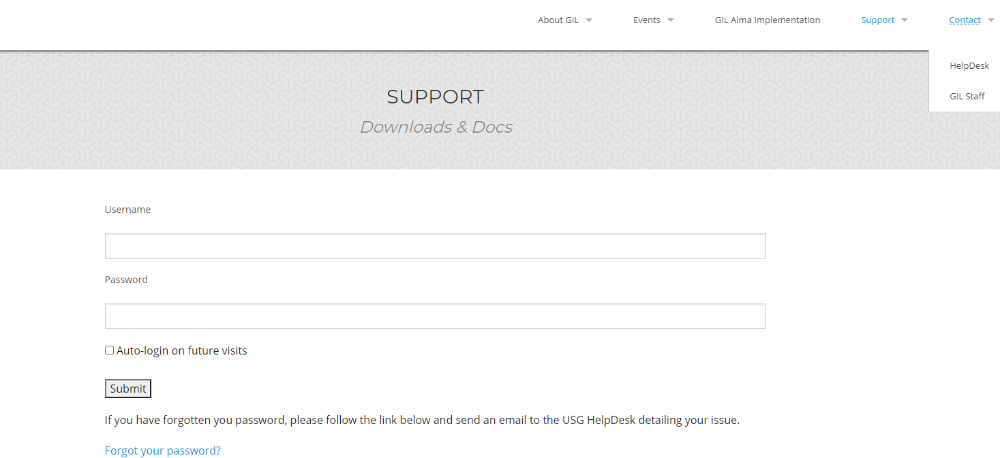 About GIL Events GIL Alma Implementation Support Contact
HelpDesk
GIL Staff
SUPPORT
Downloads & Docs
Username
Password
Auto-login on future visits
Submit
If you have forgotten you password, please follow the link below and send an email to the USG HelpDesk detailing your issue.
Forgot your password?